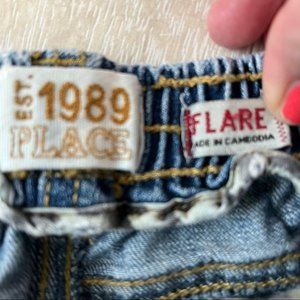 EST. 1989
PLACE
FLARE
MADE IN CAMBODIA